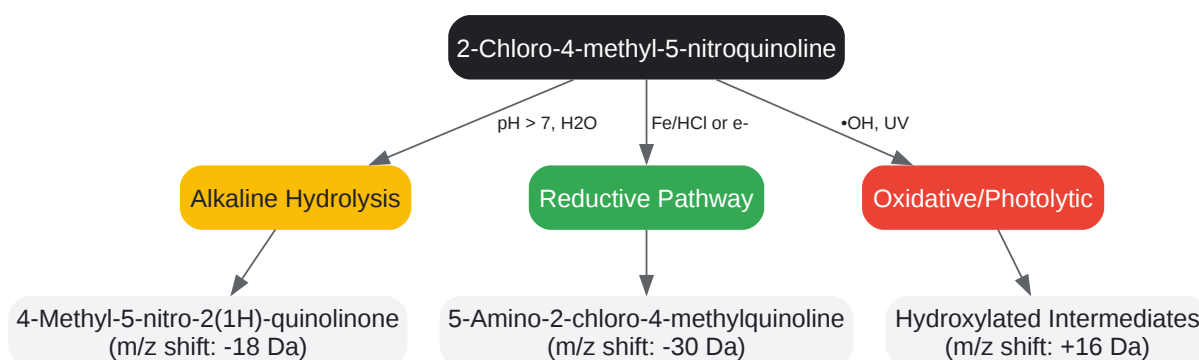 2-Chloro-4-methyl-5-nitroquinoline
pH > 7, H2O
Fe/HCl or e-
•OH, UV
Alkaline Hydrolysis
Reductive Pathway
Oxidative/Photolytic
4-Methyl-5-nitro-2(1H)-quinolinone
(m/z shift: -18 Da)
5-Amino-2-chloro-4-methylquinoline
(m/z shift: -30 Da)
Hydroxylated Intermediates
(m/z shift: +16 Da)